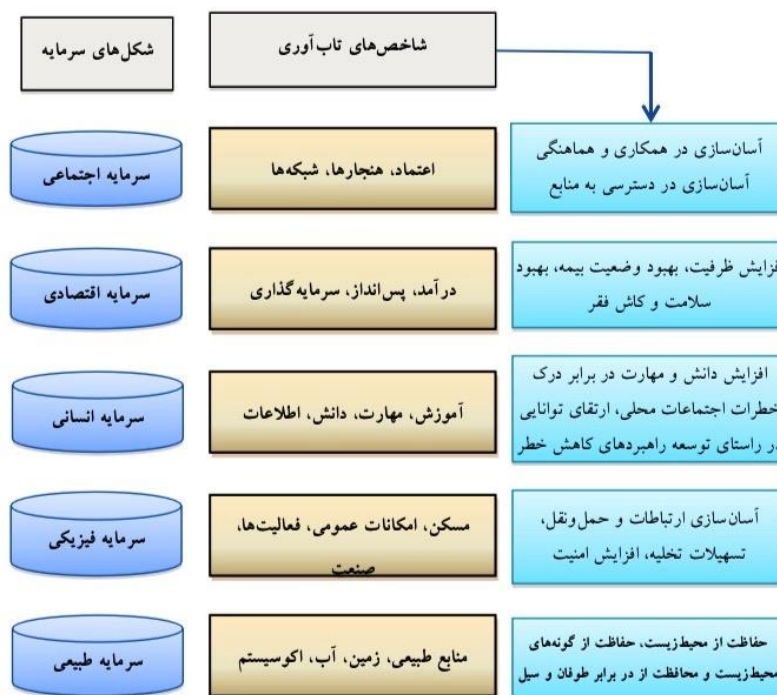 شکل‌های سرمایه
شاخص‌های تاب‌آوری
سرمایه اجتماعی
اعتماد، هنجارها، شبکه‌ها
آسان‌سازی در همکاری و هماهنگی
آسان‌سازی در دسترسی به منابع
سرمایه اقتصادی
درآمد، پس‌انداز، سرمایه‌گذاری
فزایش ظرفیت، بهبود وضعیت بیمه، بهبود
سلامت و کاش فقر
سرمایه انسانی
آموزش، مهارت، دانش، اطلاعات
افزایش دانش و مهارت در برابر درک
خطرات اجتماعات محلی، ارتقای توانایی
در راستای توسعه راهبردهای کاهش خطر
سرمایه فیزیکی
مسکن، امکانات عمومی، فعالیت‌ها،
صنعت
آسان‌سازی ارتباطات و حمل‌ونقل،
تسهیلات تخلیه، افزایش امنیت
سرمایه طبیعی
منابع طبیعی، زمین، آب، اکوسیستم
حفاظت از محیط‌زیست، حفاظت از گونه‌های
محیط‌زیست و محافظت از در برابر طوفان و سیل